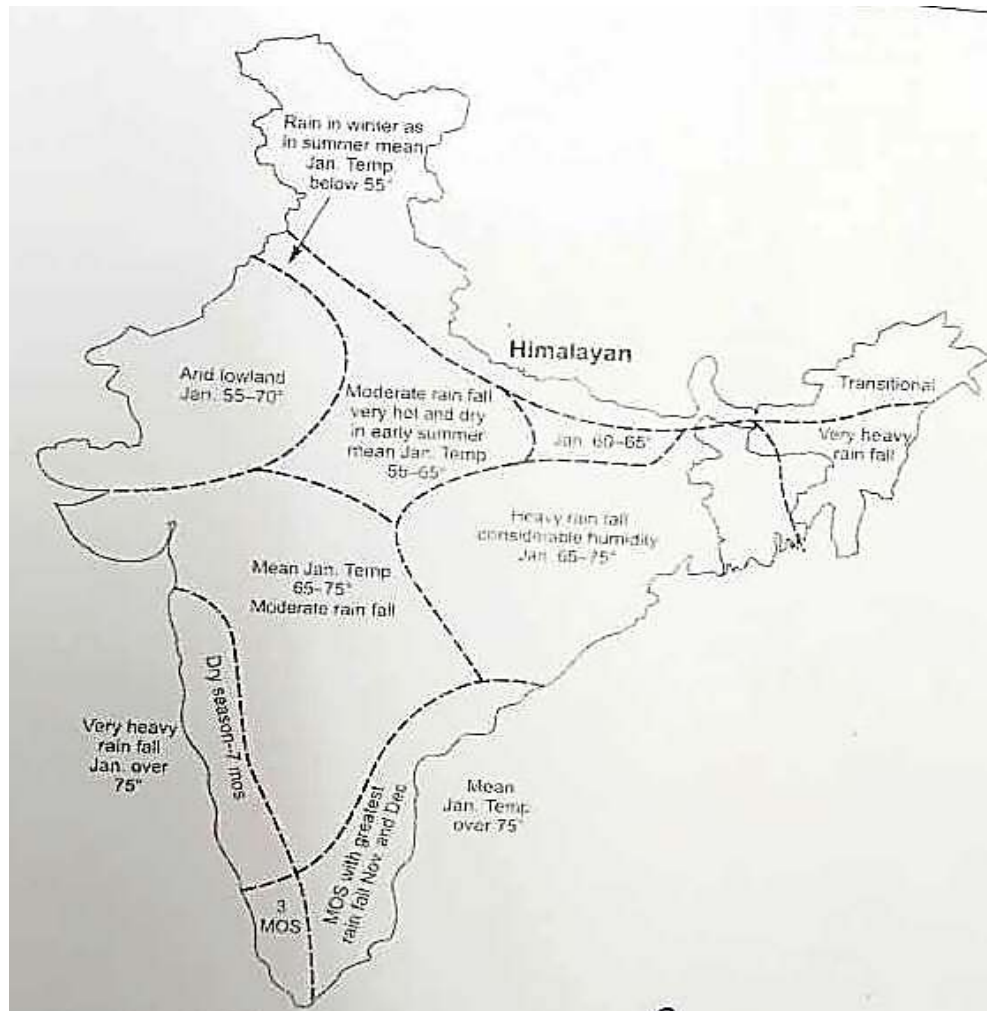 Rain in winter as
in summer mean
Jan. Temp
below 55°
Himalayan
Transitional
Arid lowland
Jan. 55–70°
Moderate rain fall
very hot and dry
in early summer
mean Jan. Temp
55–65°
Jan. 60–65°
Very heavy
rain fall
Heavy rain fall
considerable humidity
Jan. 65–75°
Mean Jan. Temp
65–75°
Moderate rain fall
Dry season–7 mos
Very heavy
rain fall
Jan. over
75°
Mean
Jan. Temp
over 75°
MOS with greatest
rain fall Nov. and Dec
3
MOS